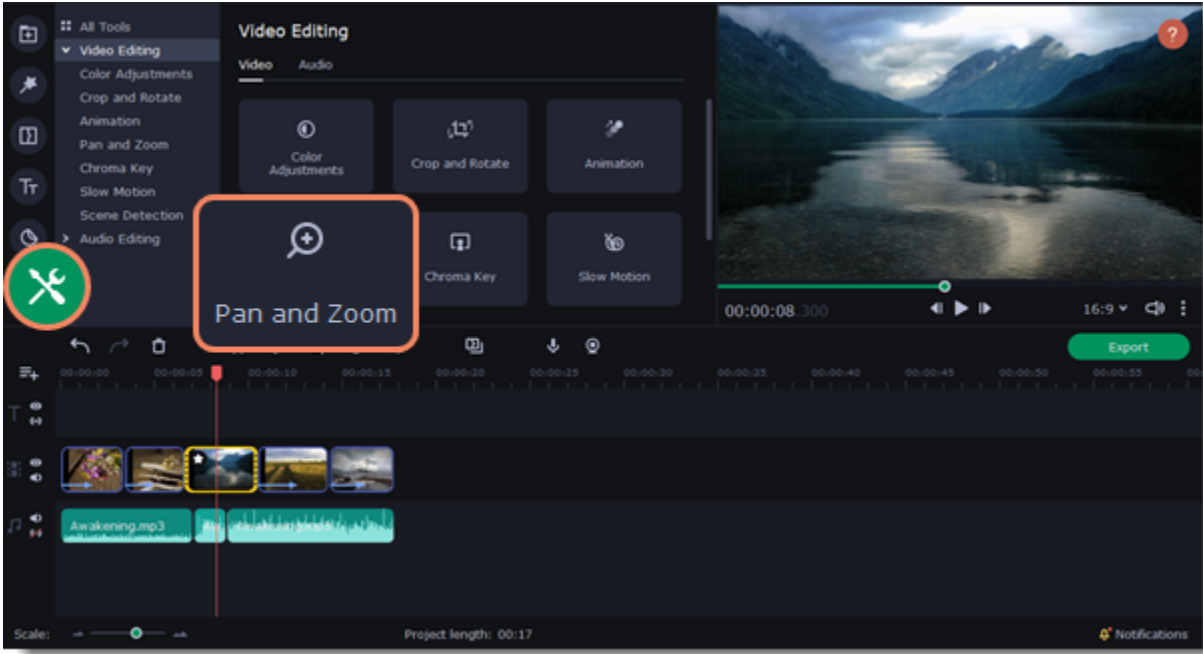 All Tools
Video Editing
Color Adjustments
Crop and Rotate
Animation
Pan and Zoom
Chroma Key
Slow Motion
Scene Detection
Audio Editing
Video Editing
Video Audio
Color
Adjustments
Crop and Rotate
Animation
Pan and Zoom
Chroma Key
Slow Motion
?
00:00:08.300
16:9
Export
00:00:00 00:00:05 00:00:10 00:00:15 00:00:20 00:00:25 00:00:30 00:00:35 00:00:40 00:00:45 00:00:50 00:00:55
Awakening.mp3
Scale:
Project length: 00:17
Notifications